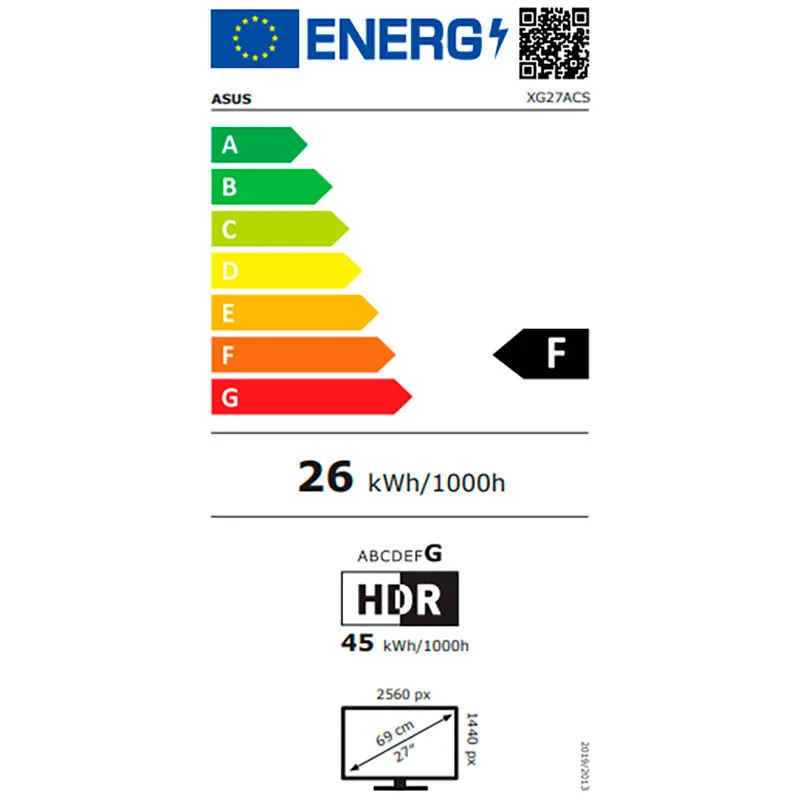 ENERG
ASUS XG27ACS
A
B
C
D
E
F
F
G
26 kWh/1000h
ABCDEFG
HDR
45 kWh/1000h
2560 px
69 cm
27”
1440 px
2019/2013